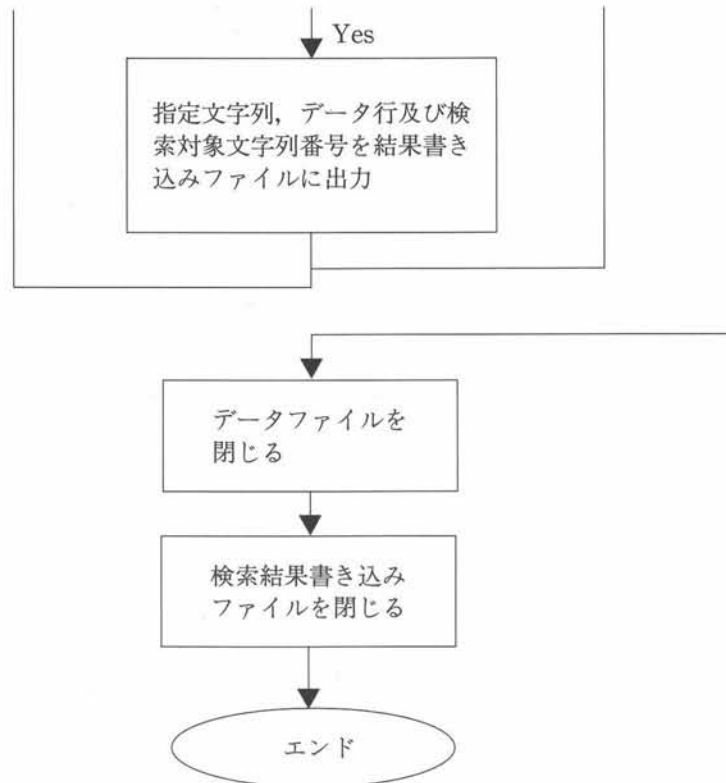 Yes
指定文字列，データ行及び検
索対象文字列番号を結果書き
込みファイルに出力
データファイルを
閉じる
検索結果書き込み
ファイルを閉じる
エンド